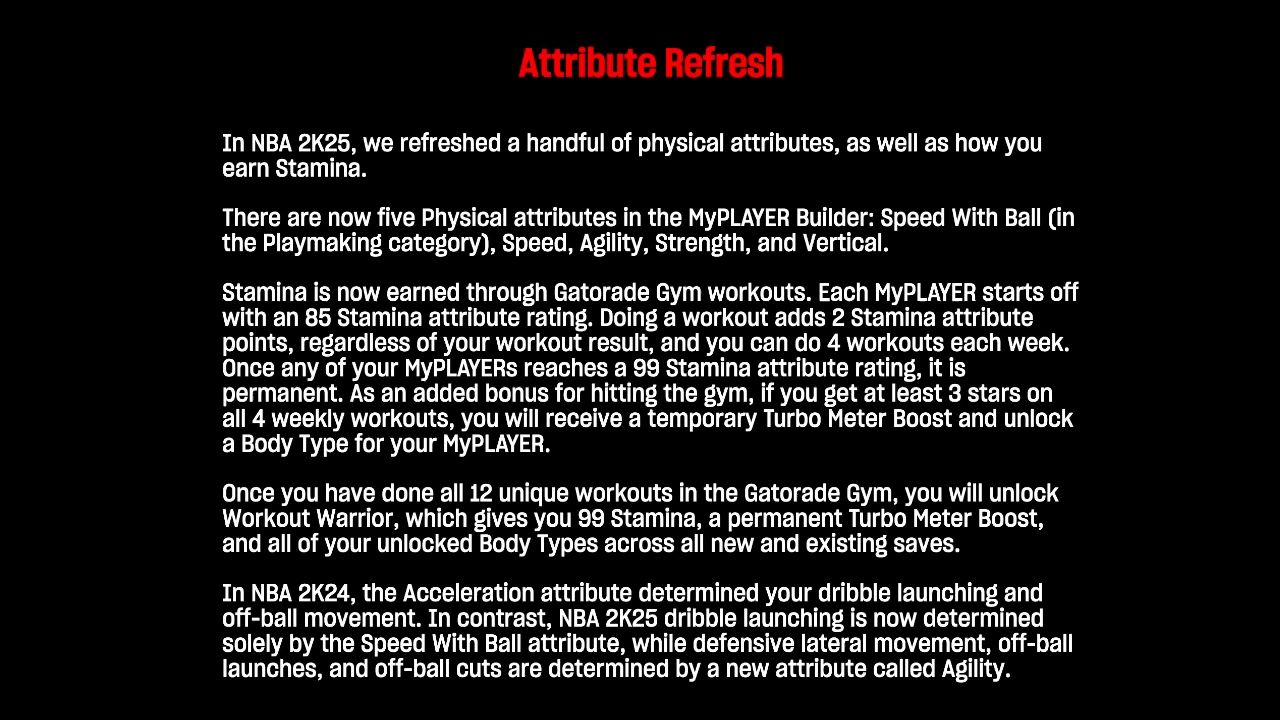 Attribute Refresh
In NBA 2K25, we refreshed a handful of physical attributes, as well as how you
earn Stamina.
There are now five Physical attributes in the MyPLAYER Builder: Speed With Ball (in
the Playmaking category), Speed, Agility, Strength, and Vertical.
Stamina is now earned through Gatorade Gym workouts. Each MyPLAYER starts off
with an 85 Stamina attribute rating. Doing a workout adds 2 Stamina attribute
points, regardless of your workout result, and you can do 4 workouts each week.
Once any of your MyPLAYERs reaches a 99 Stamina attribute rating, it is
permanent. As an added bonus for hitting the gym, if you get at least 3 stars on
all 4 weekly workouts, you will receive a temporary Turbo Meter Boost and unlock
a Body Type for your MyPLAYER.
Once you have done all 12 unique workouts in the Gatorade Gym, you will unlock
Workout Warrior, which gives you 99 Stamina, a permanent Turbo Meter Boost,
and all of your unlocked Body Types across all new and existing saves.
In NBA 2K24, the Acceleration attribute determined your dribble launching and
off-ball movement. In contrast, NBA 2K25 dribble launching is now determined
solely by the Speed With Ball attribute, while defensive lateral movement, off-ball
launches, and off-ball cuts are determined by a new attribute called Agility.